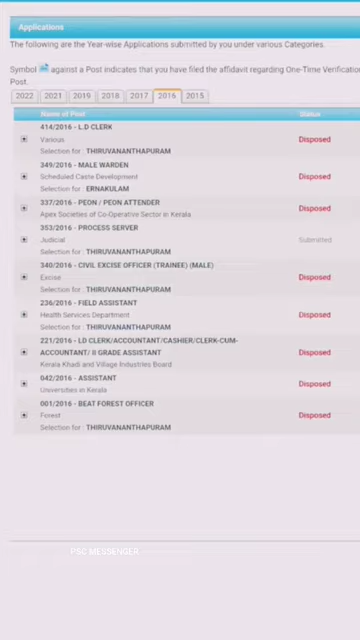 Applications
The following are the Year-wise Applications submitted by you under various Categories.
Symbol against a Post indicates that you have filed the affidavit regarding One-Time Verificatio
Post.
2022 2021 2019 2018 2017 2016 2015
Name of Post Status
414/2016 - L.D CLERK
Various Disposed
Selection for : THIRUVANANTHAPURAM
349/2016 - MALE WARDEN
Scheduled Caste Development Disposed
Selection for : ERNAKULAM
337/2016 - PEON / PEON ATTENDER
Apex Societies of Co-Operative Sector in Kerala Disposed
353/2016 - PROCESS SERVER
Judicial Submitted
Selection for : THIRUVANANTHAPURAM
340/2016 - CIVIL EXCISE OFFICER (TRAINEE) (MALE)
Excise Disposed
Selection for : THIRUVANANTHAPURAM
236/2016 - FIELD ASSISTANT
Health Services Department Disposed
Selection for : THIRUVANANTHAPURAM
221/2016 - LD CLERK/ACCOUNTANT/CASHIER/CLERK-CUM-
ACCOUNTANT/ II GRADE ASSISTANT Disposed
Kerala Khadi and Village Industries Board
042/2016 - ASSISTANT
Universities in Kerala Disposed
001/2016 - BEAT FOREST OFFICER
Forest Disposed
Selection for : THIRUVANANTHAPURAM
PSC MESSENGER